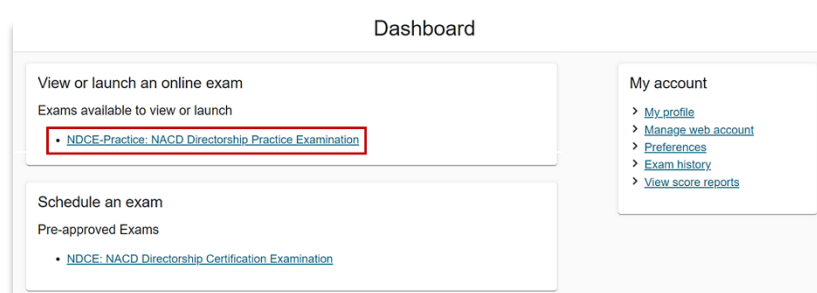 Dashboard
View or launch an online exam
Exams available to view or launch
NDCE-Practice: NACD Directorship Practice Examination
Schedule an exam
Pre-approved Exams
NDCE: NACD Directorship Certification Examination
My account
My profile
Manage web account
Preferences
Exam history
View score reports